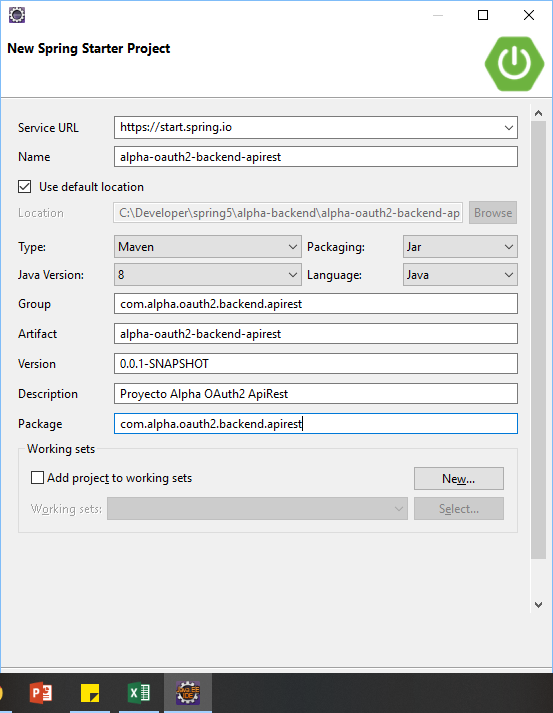 New Spring Starter Project
Service URL https://start.spring.io
Name alpha-oauth2-backend-apirest
Use default location
Location C:\Developer\spring5\alpha-backend\alpha-oauth2-backend-ap Browse
Type: Maven Packaging: Jar
Java Version: 8 Language: Java
Group com.alpha.oauth2.backend.apirest
Artifact alpha-oauth2-backend-apirest
Version 0.0.1-SNAPSHOT
Description Proyecto Alpha OAuth2 ApiRest
Package com.alpha.oauth2.backend.apirest
Working sets
Add project to working sets New...
Working sets: Select...